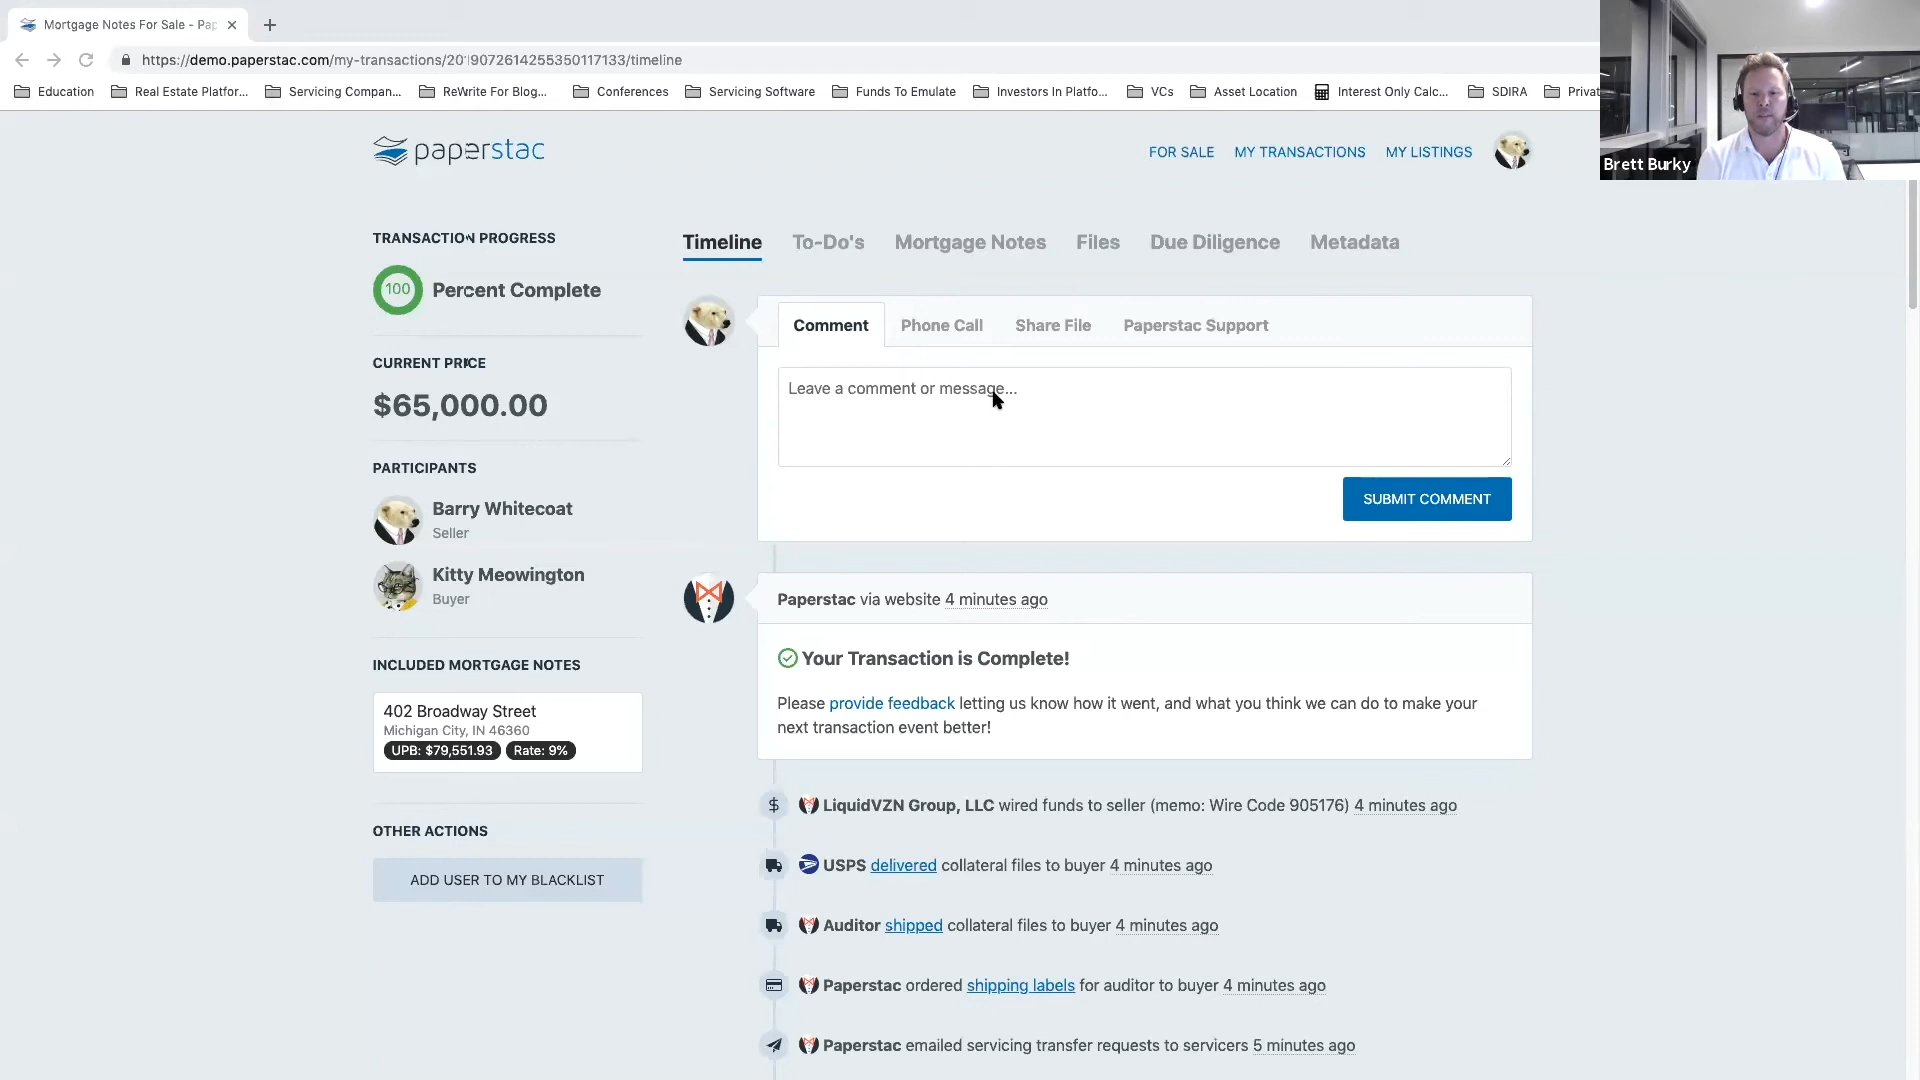 Mortgage Notes For Sale - Pap
https://demo.paperstac.com/my-transactions/20190726142553501​17133/timeline
Education
Real Estate Platfor...
Servicing Compan...
ReWrite For Blog...
Conferences
Servicing Software
Funds To Emulate
Investors In Platfo...
VCs
Asset Location
Interest Only Calc...
SDIRA
Privat
Brett Burky
paperstac
FOR SALE
MY TRANSACTIONS
MY LISTINGS
TRANSACTION PROGRESS
100
Percent Complete
CURRENT PRICE
$65,000.00
PARTICIPANTS
Barry Whitecoat
Seller
Kitty Meowington
Buyer
INCLUDED MORTGAGE NOTES
402 Broadway Street
Michigan City, IN 46360
UPB: $79,551.93
Rate: 9%
OTHER ACTIONS
ADD USER TO MY BLACKLIST
Timeline
To-Do's
Mortgage Notes
Files
Due Diligence
Metadata
Comment
Phone Call
Share File
Paperstac Support
Leave a comment or message...
SUBMIT COMMENT
Paperstac via website 4 minutes ago
Your Transaction is Complete!
Please provide feedback letting us know how it went, and what you think we can do to make your
next transaction event better!
$
LiquidVZN Group, LLC wired funds to seller (memo: Wire Code 905176) 4 minutes ago
USPS delivered collateral files to buyer 4 minutes ago
Auditor shipped collateral files to buyer 4 minutes ago
Paperstac ordered shipping labels for auditor to buyer 4 minutes ago
Paperstac emailed servicing transfer requests to servicers 5 minutes ago